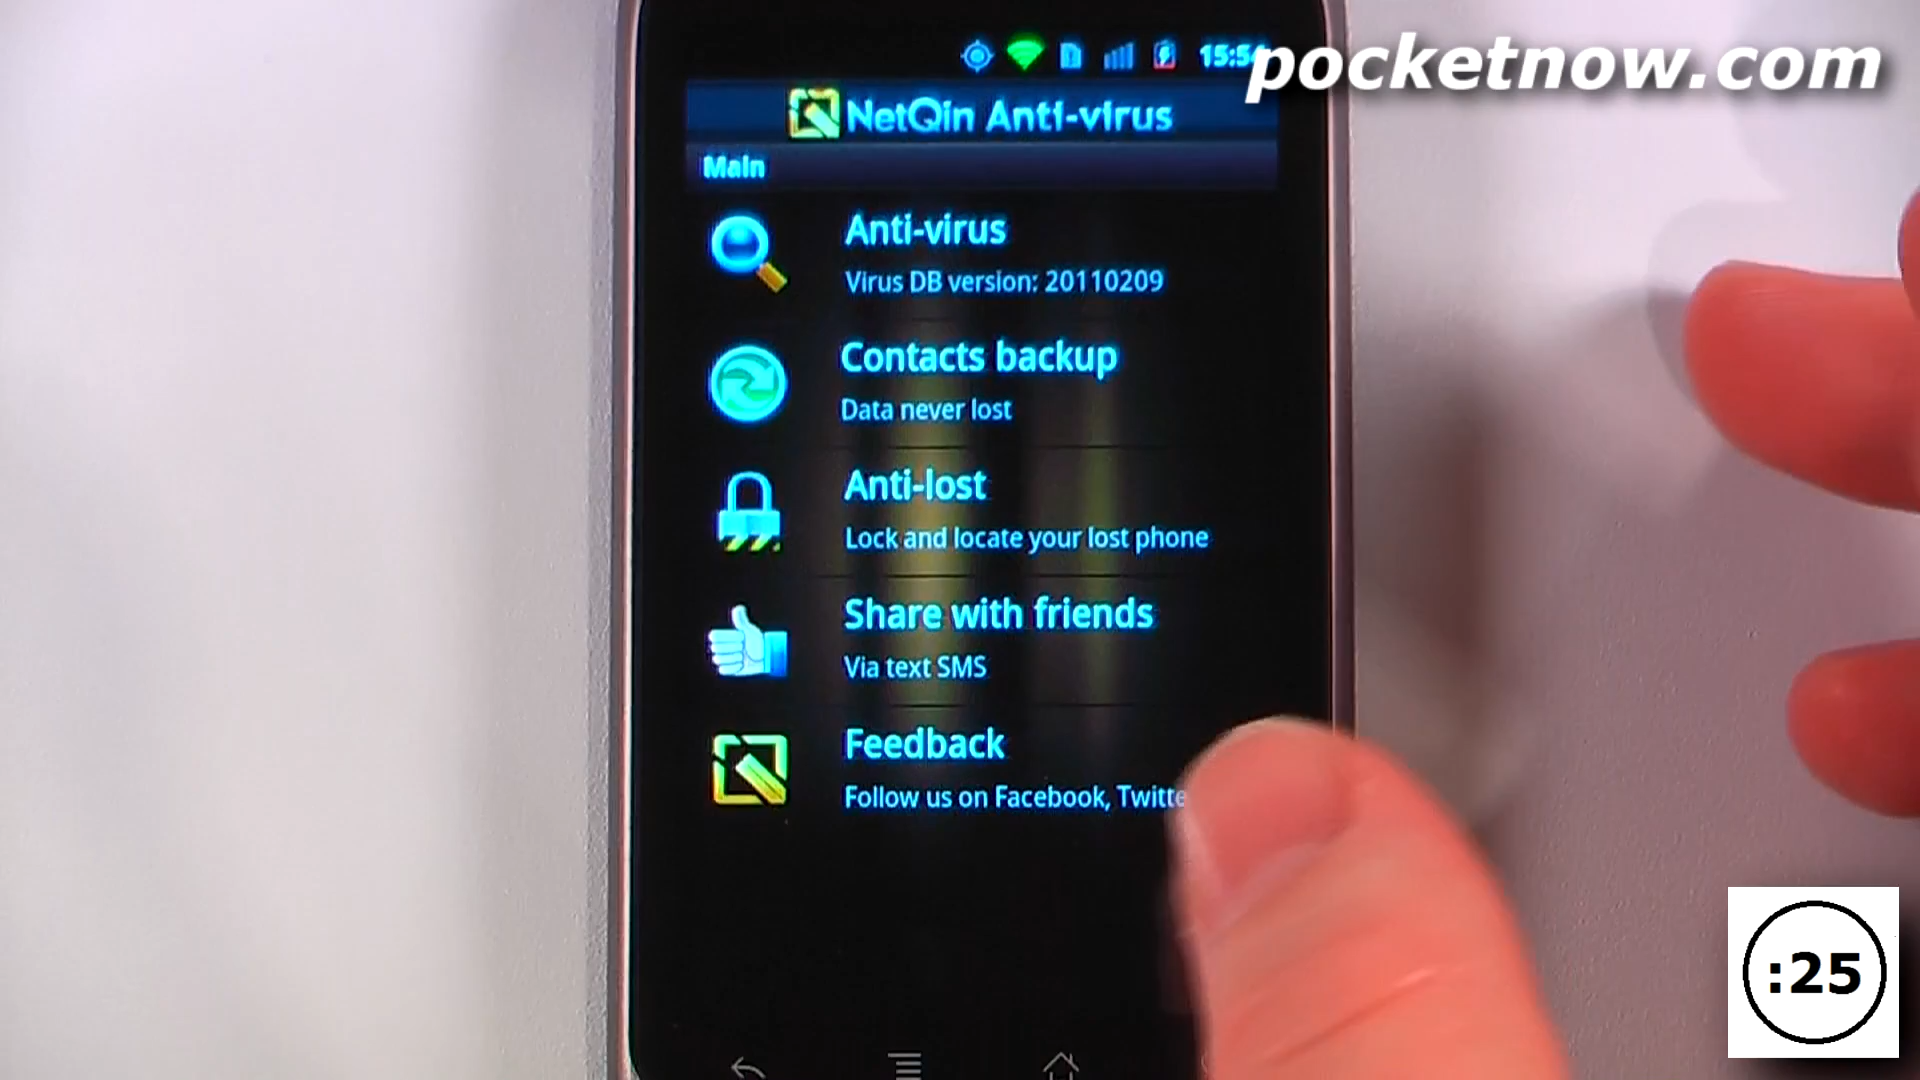 pocketnow.com
NetQin Anti-virus
Main
Anti-virus
Virus DB version: 20110209
Contacts backup
Data never lost
Anti-lost
Lock and locate your lost phone
Share with friends
Via text SMS
Feedback
Follow us on Facebook,
:25